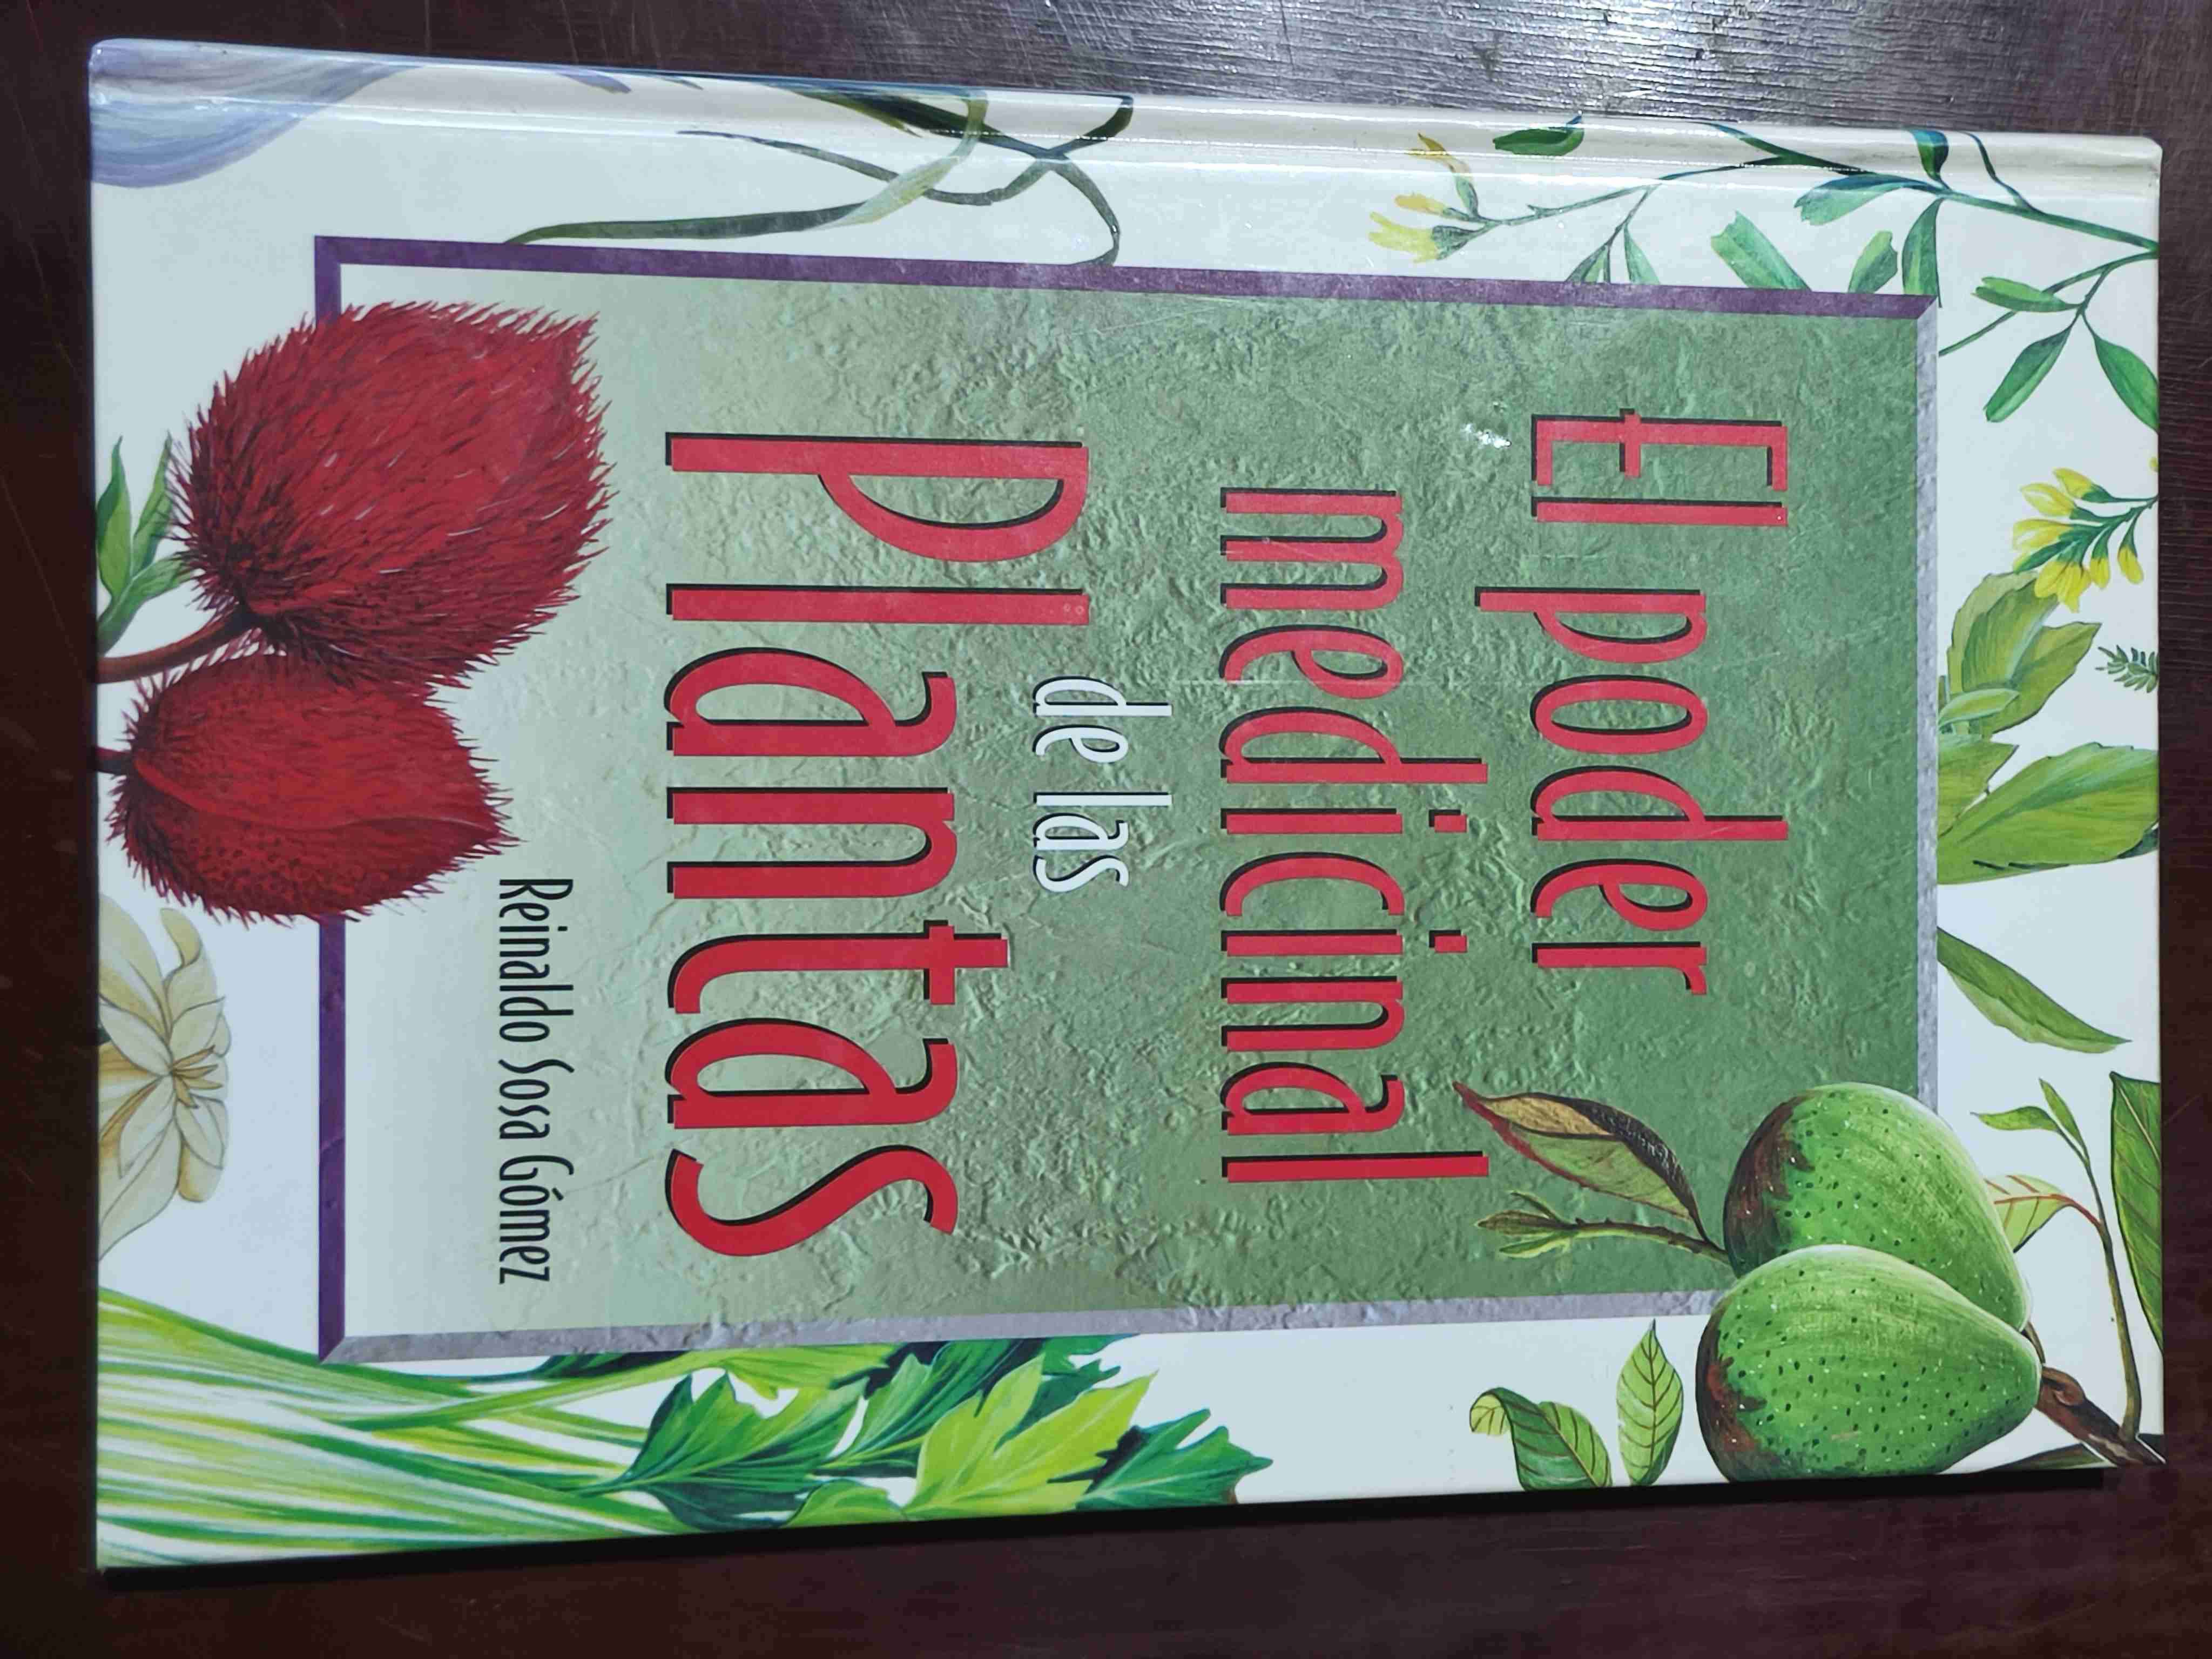 El poder
medicinal
de las
Plantas
Reinaldo Sosa Gómez